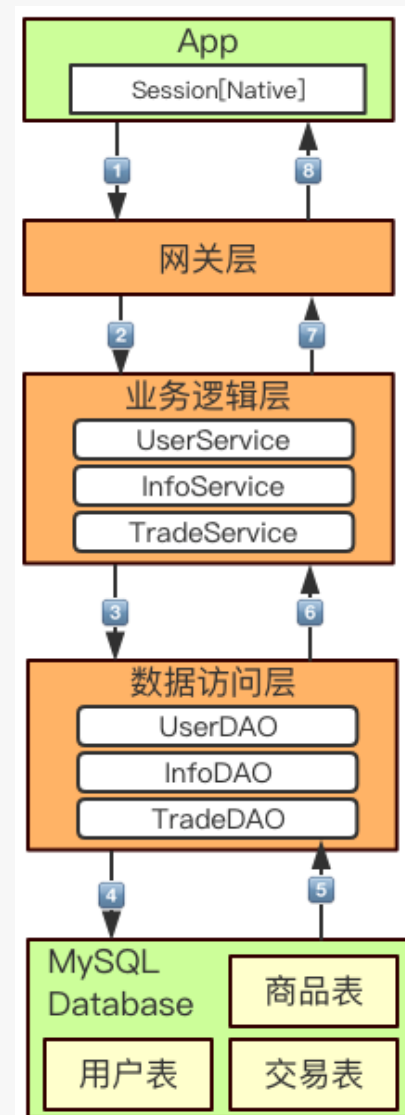 App
Session[Native]
1
8
网关层
2
7
业务逻辑层
UserService
InfoService
TradeService
3
6
数据访问层
UserDAO
InfoDAO
TradeDAO
4
5
MySQL
Database
商品表
用户表
交易表